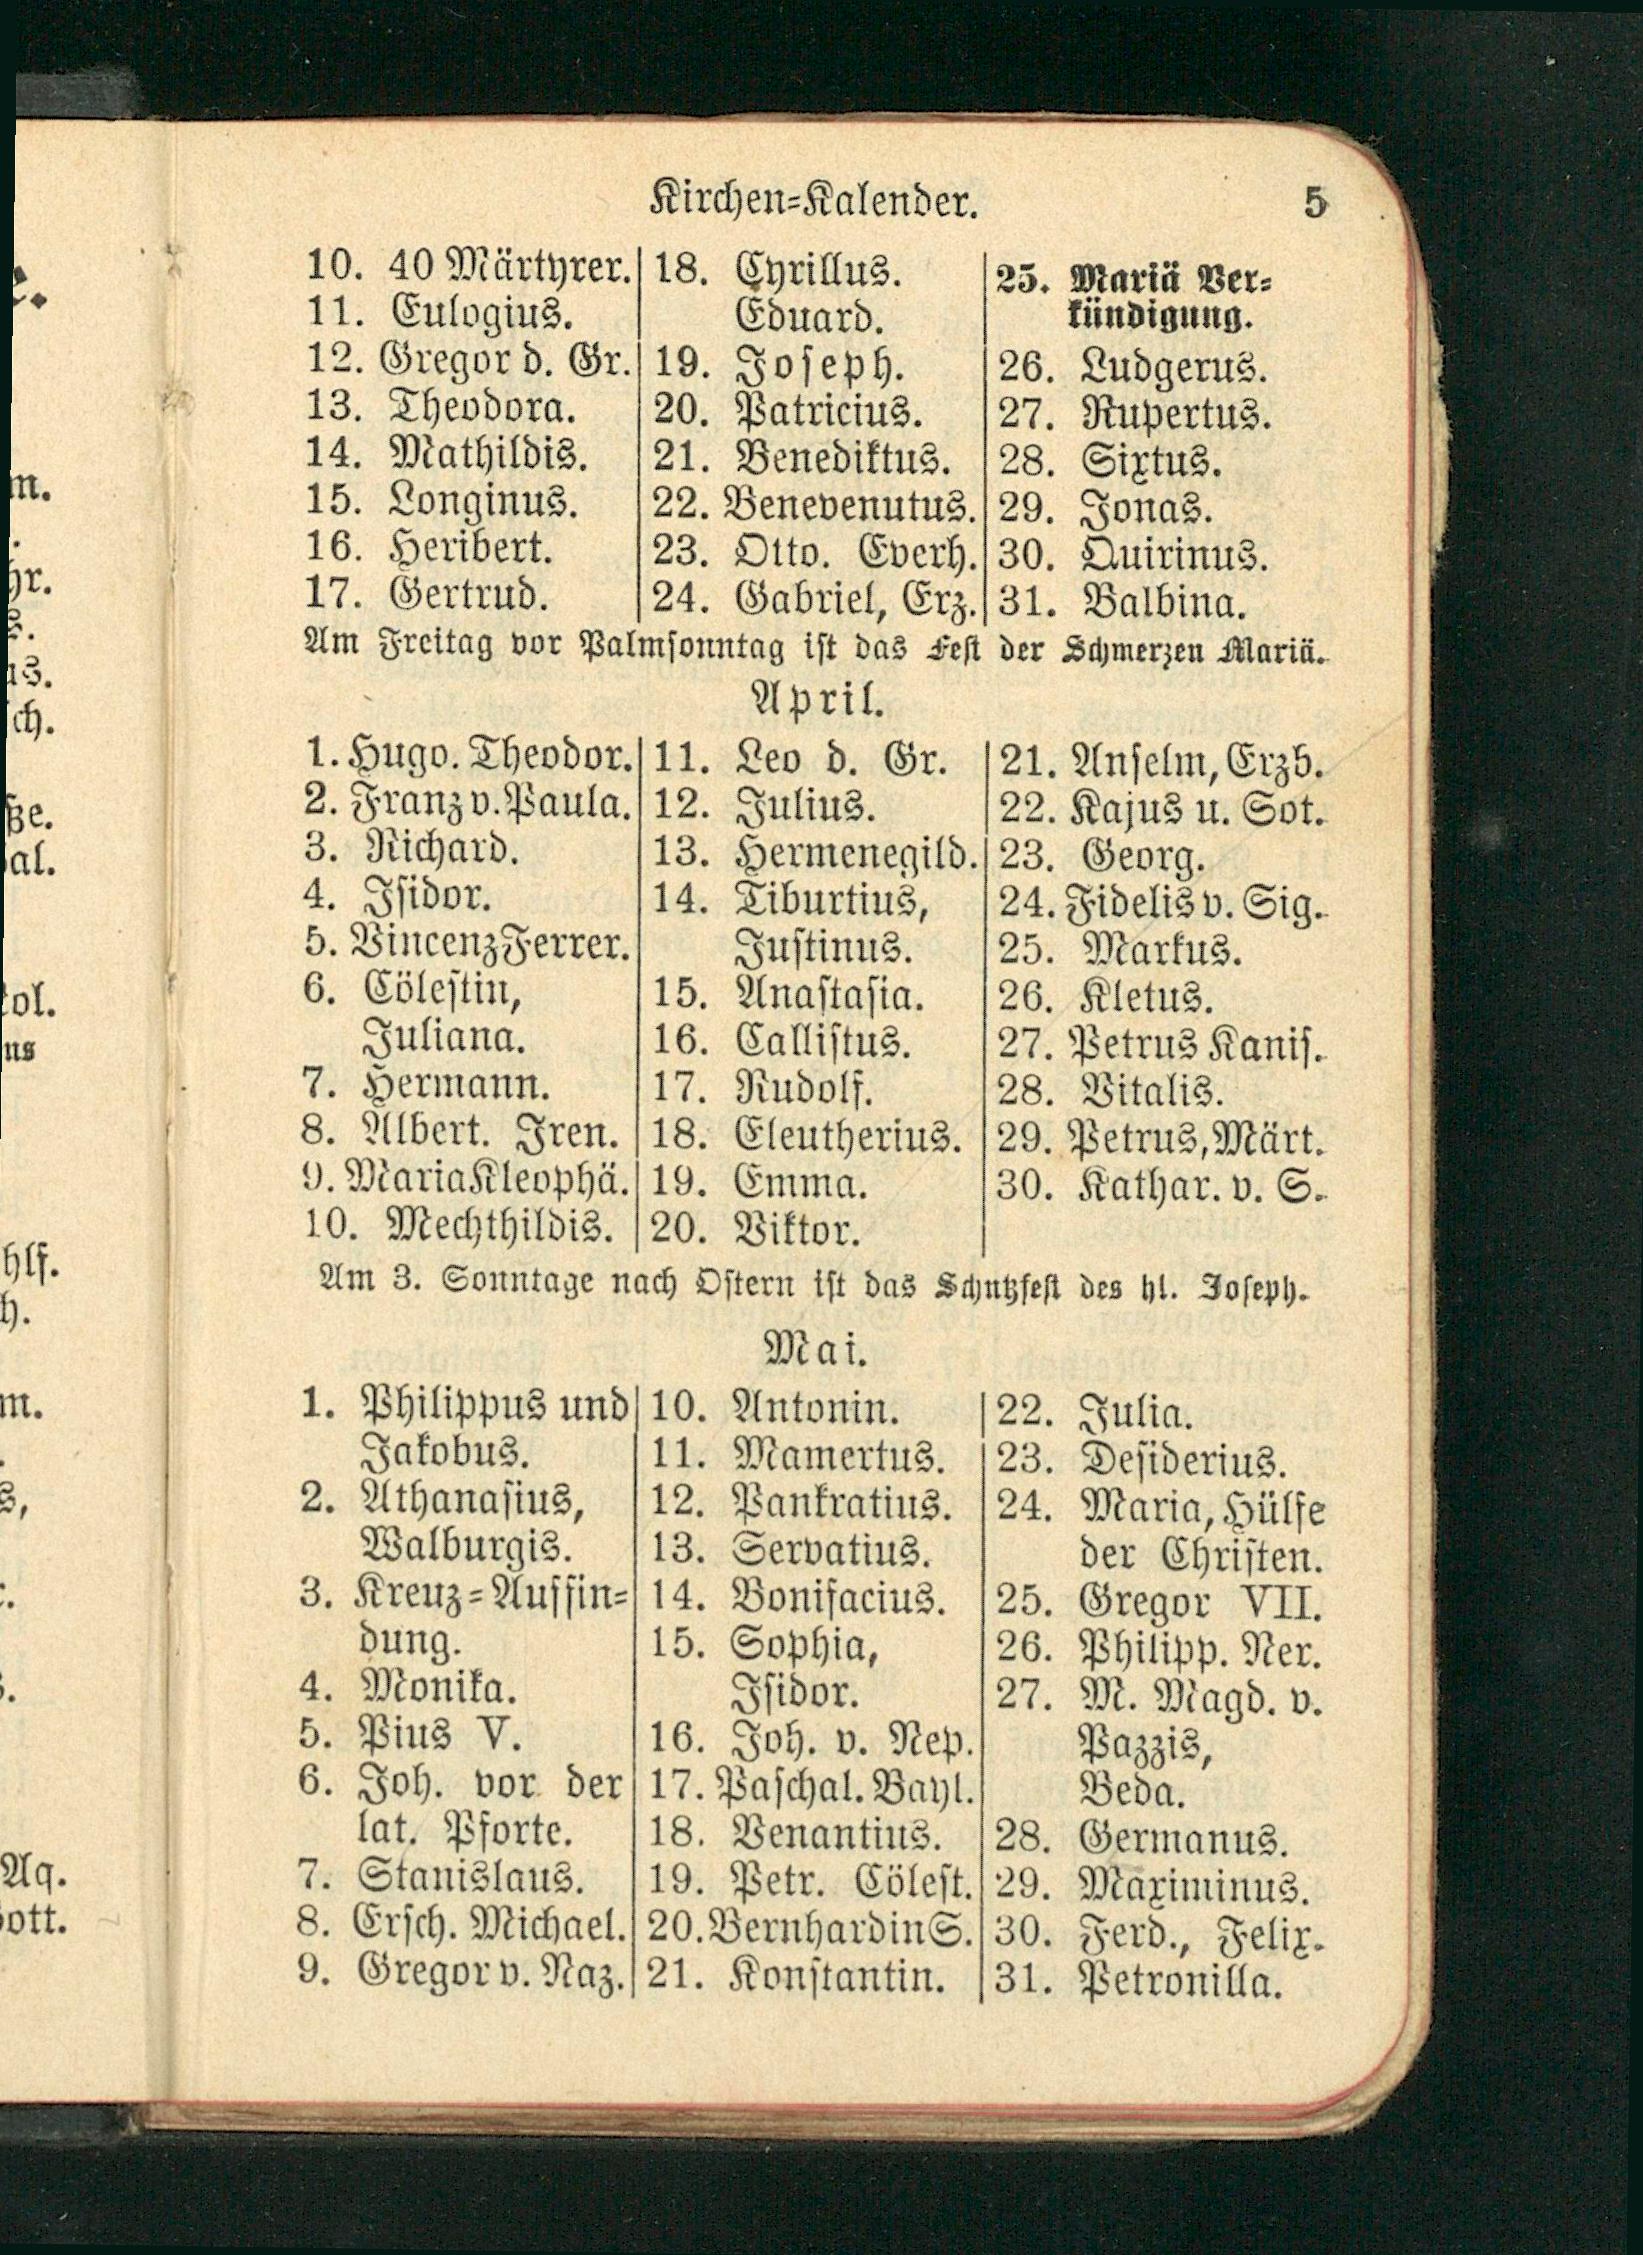 Kirchen=Kalender.
5
10. 40 Märtyrer.
11. Eulogius.
12. Gregor d. Gr.
13. Theodora.
14. Mathildis.
15. Longinus.
16. Heribert.
17. Gertrud.
18. Cyrillus.
Eduard.
19. Joseph.
20. Patricius.
21. Benediktus.
22. Benevenutus.
23. Otto. Everh.
24. Gabriel, Erz.
25. Mariä Ver=
kündigung.
26. Ludgerus.
27. Rupertus.
28. Sixtus.
29. Jonas.
30. Quirinus.
31. Balbina.
Am Freitag vor Palmsonntag ist das Fest der Schmerzen Mariä.
April.
1. Hugo. Theodor.
2. Franz v. Paula.
3. Richard.
4. Isidor.
5. Vincenz Ferrer.
6. Cölestin,
Juliana.
7. Hermann.
8. Albert. Iren.
9. Maria Kleophä.
10. Mechthildis.
11. Leo d. Gr.
12. Julius.
13. Hermenegild.
14. Tiburtius,
Justinus.
15. Anastasia.
16. Callistus.
17. Rudolf.
18. Eleutherius.
19. Emma.
20. Viktor.
21. Anselm, Erzb.
22. Kajus u. Sot.
23. Georg.
24. Fidelis v. Sig.
25. Markus.
26. Kletus.
27. Petrus Kanis.
28. Vitalis.
29. Petrus, Märt.
30. Kathar. v. S.
Am 3. Sonntage nach Ostern ist das Schutzfest des hl. Joseph.
Mai.
1. Philippus und
Jakobus.
2. Athanasius,
Walburgis.
3. Kreuz=Auffin=
dung.
4. Monika.
5. Pius V.
6. Joh. vor der
lat. Pforte.
7. Stanislaus.
8. Ersch. Michael.
9. Gregor v. Naz.
10. Antonin.
11. Mamertus.
12. Pankratius.
13. Servatius.
14. Bonifacius.
15. Sophia,
Isidor.
16. Joh. v. Nep.
17. Paschal. Bayl.
18. Venantius.
19. Petr. Cölest.
20. Bernhardin S.
21. Konstantin.
22. Julia.
23. Desiderius.
24. Maria, Hülfe
der Christen.
25. Gregor VII.
26. Philipp. Ner.
27. M. Magd. v.
Pazzis,
Beda.
28. Germanus.
29. Maximinus.
30. Ferd., Felix.
31. Petronilla.